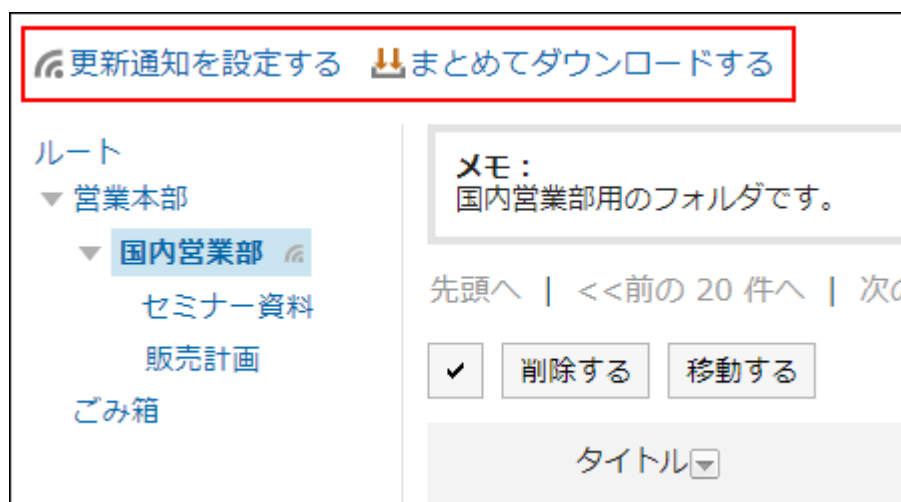 更新通知を設定する まとめてダウンロードする
ルート
営業本部
国内営業部
セミナー資料
販売計画
ごみ箱
メモ：
国内営業部用のフォルダです。
先頭へ | <<前の 20 件へ | 次の
削除する 移動する
タイトル